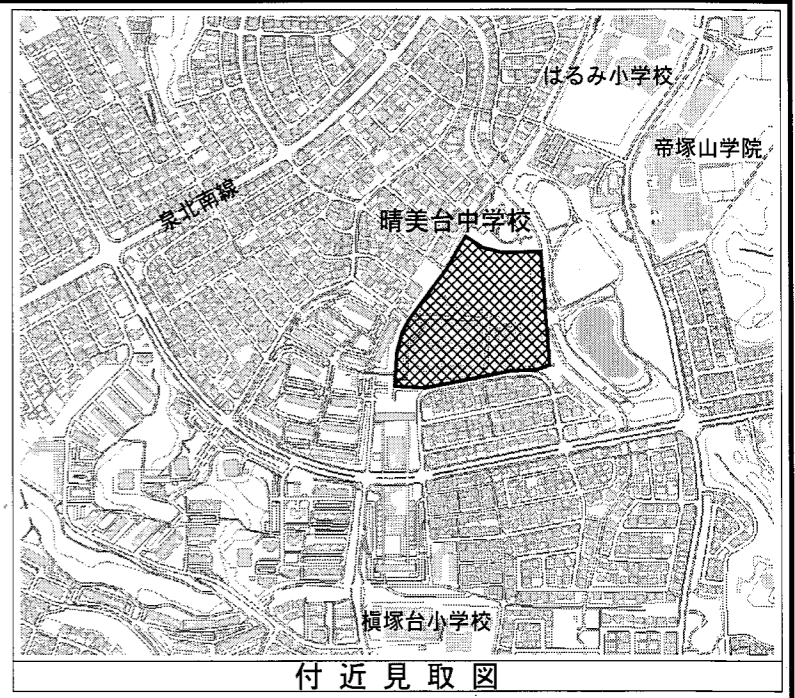 はるみ小学校
帝塚山学院
泉北南線
晴美台中学校
槇塚台小学校
付近見取図